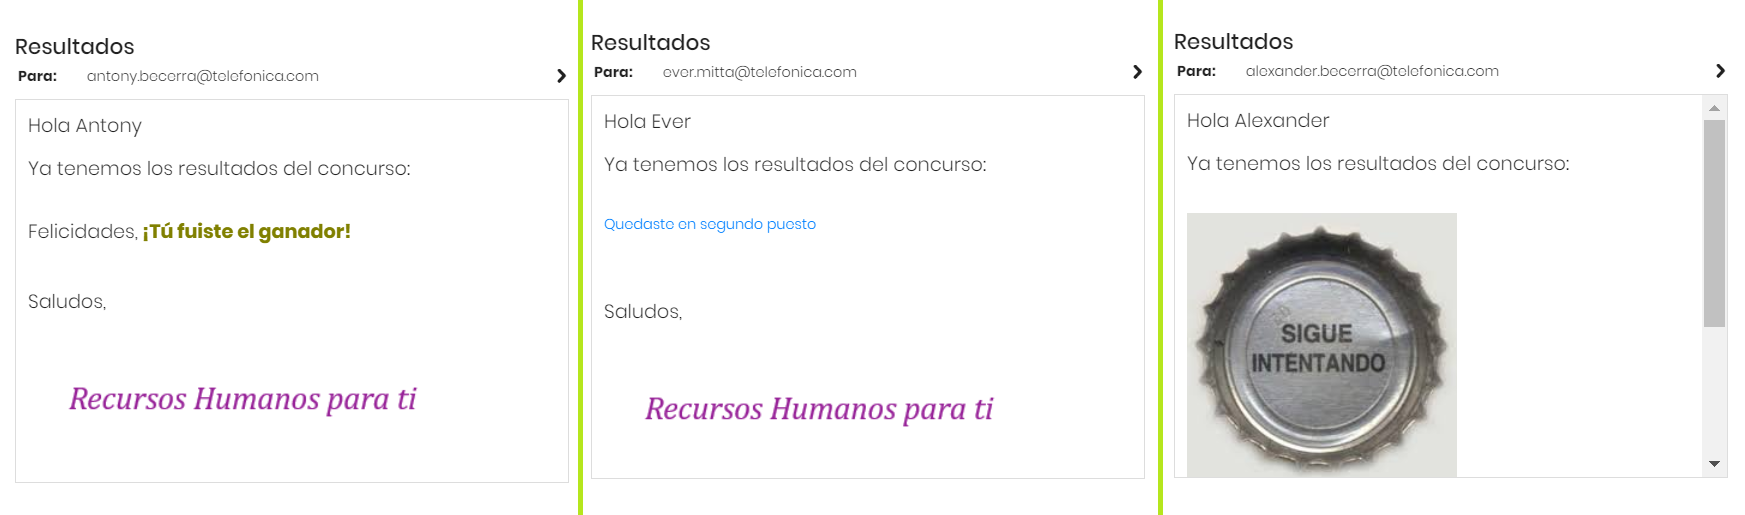 Resultados
Para: antony.becerra@telefonica.com
Hola Antony
Ya tenemos los resultados del concurso:
Felicidades, ¡Tú fuiste el ganador!
Saludos,
Recursos Humanos para ti
Resultados
Para: ever.mitta@telefonica.com
Hola Ever
Ya tenemos los resultados del concurso:
Quedaste en segundo puesto
Saludos,
Recursos Humanos para ti
Resultados
Para: alexander.becerra@telefonica.com
Hola Alexander
Ya tenemos los resultados del concurso:
SIGUE
INTENTANDO